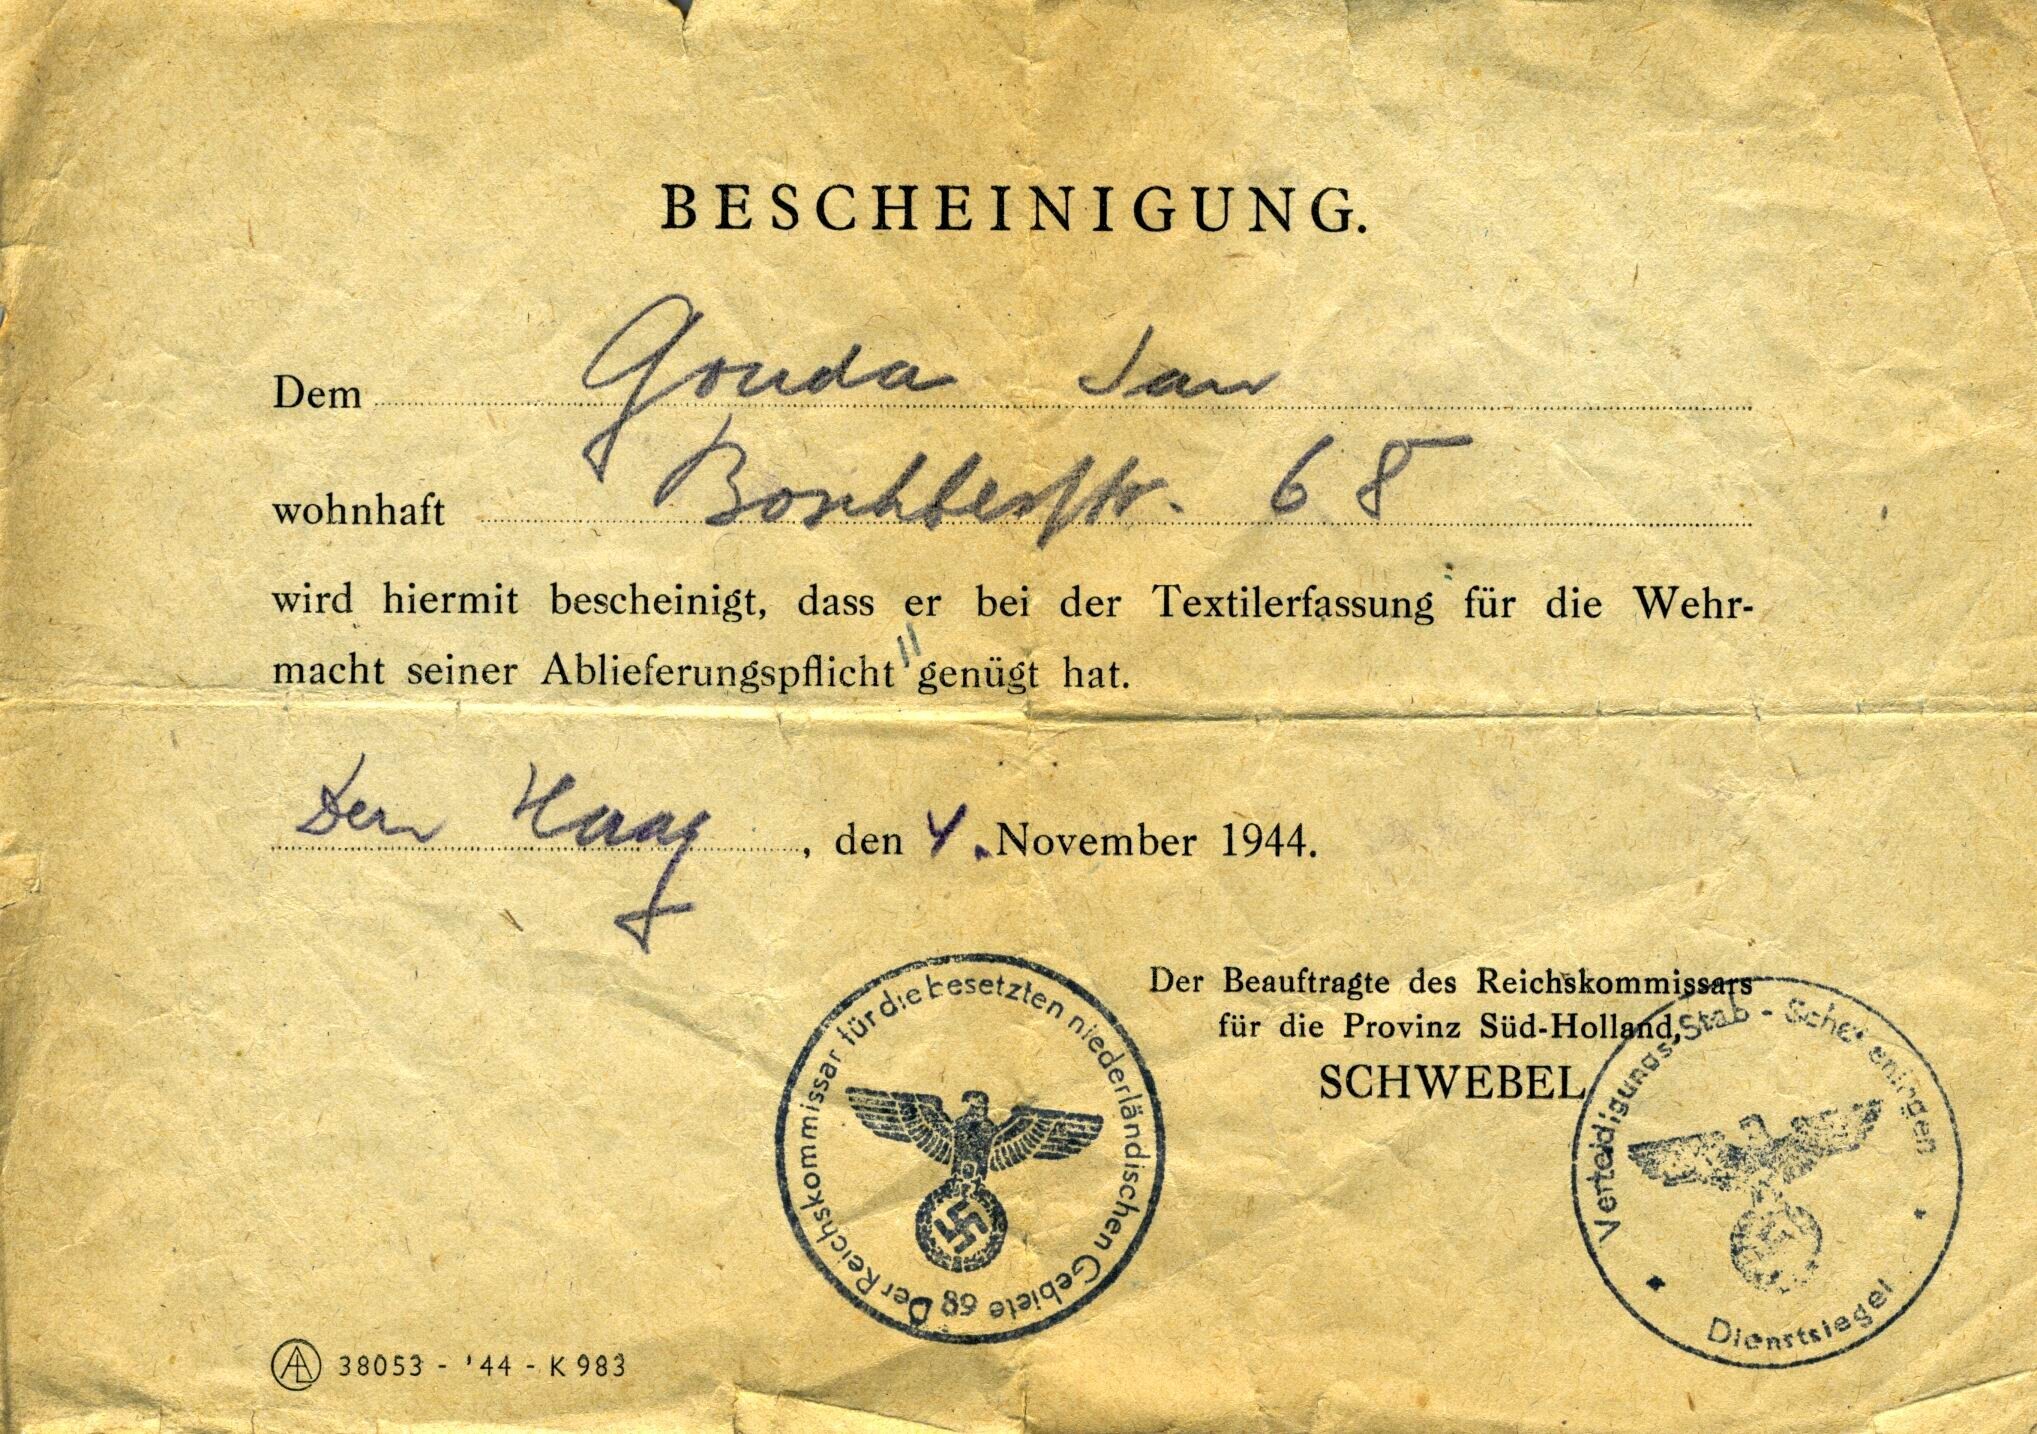 BESCHEINIGUNG.
Dem Gouda Jan
wohnhaft 68
wird hiermit bescheinigt, dass er bei der Textilerfassung für die Wehr-
macht seiner Ablieferungspflicht genügt hat.
Den Haag, den 4. November 1944.
Der Beauftragte des Reichskommissars
für die Provinz Süd-Holland,
SCHWEBEL
Der Reichskommissar für die besetzten niederländischen Gebiete
Verteidigungs-Stab - Scheveningen
Dienstsiegel
38053 - '44 - K 983